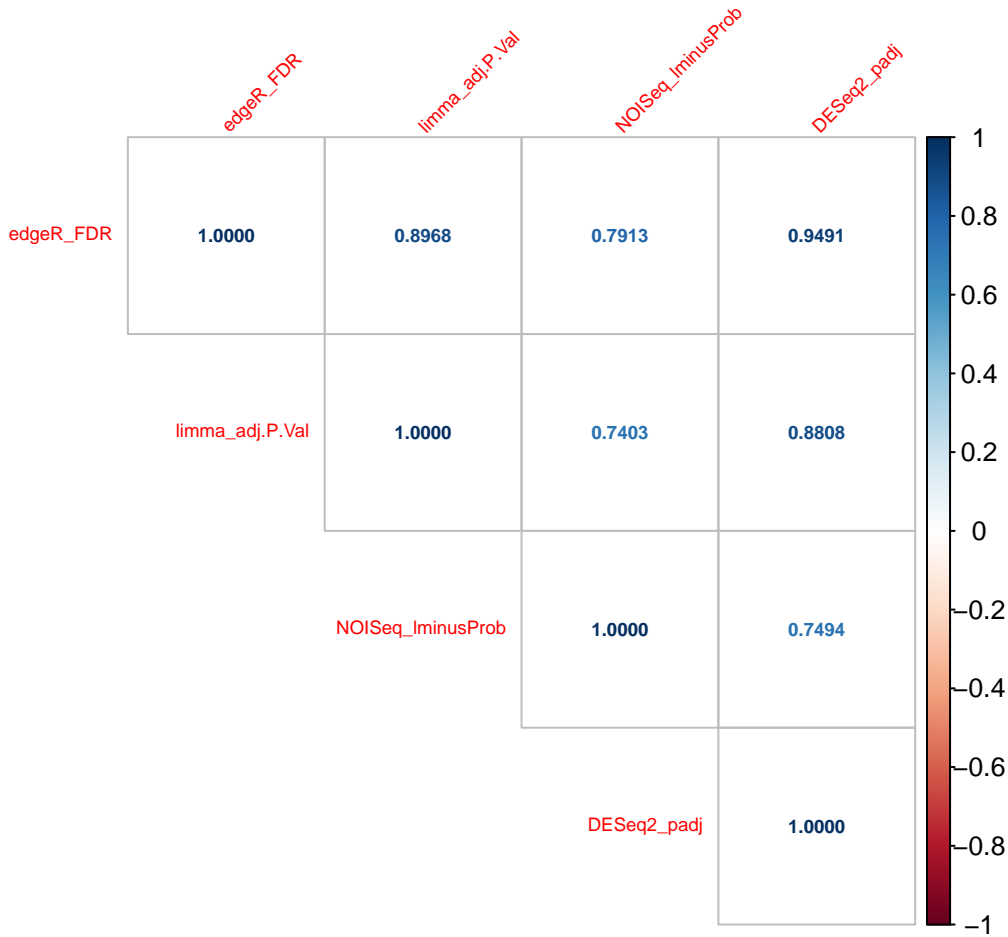 edgeR_FDR
limma_adj.P.Val
NOISeq_lminusProb
DESeq2_padj
edgeR_FDR 1.0000 0.8968 0.7913 0.9491
limma_adj.P.Val 1.0000 0.7403 0.8808
NOISeq_lminusProb 1.0000 0.7494
DESeq2_padj 1.0000
1
0.8
0.6
0.4
0.2
0
−0.2
−0.4
−0.6
−0.8
−1